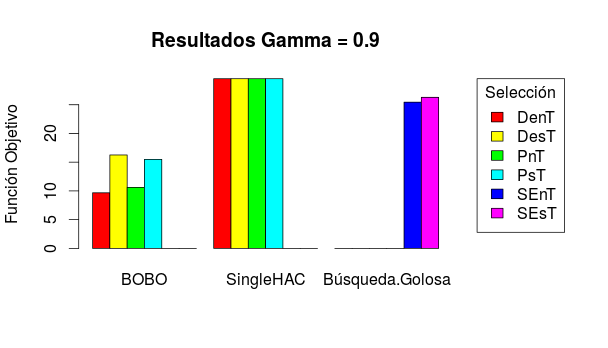 Resultados Gamma = 0.9
Función Objetivo
20
10
5
0
BOBO
SingleHAC
Búsqueda.Golosa
Selección
DenT
DesT
PnT
PsT
SEnT
SEsT